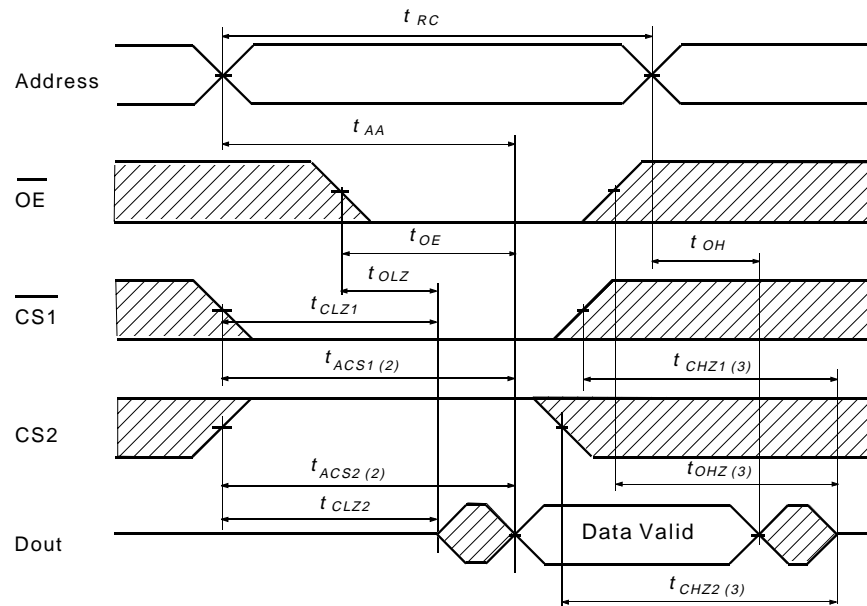 t RC
Address
t AA
OE
t OE
t OH
t OLZ
CS1
t CLZ1
t ACS1 (2)
t CHZ1 (3)
CS2
t ACS2 (2)
t OHZ (3)
t CLZ2
Dout
Data Valid
t CHZ2 (3)